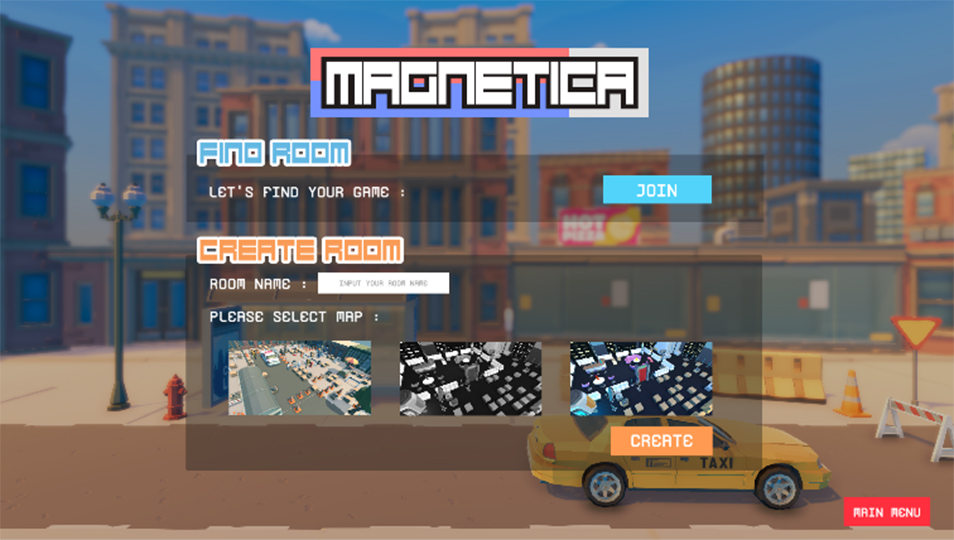 MAGNETICA
FIND ROOM
LET'S FIND YOUR GAME :
JOIN
HOT
CREATE ROOM
ROOM NAME :
INPUT YOUR ROOM NAME
PLEASE SELECT MAP :
CREATE
TAXI
MAIN MENU